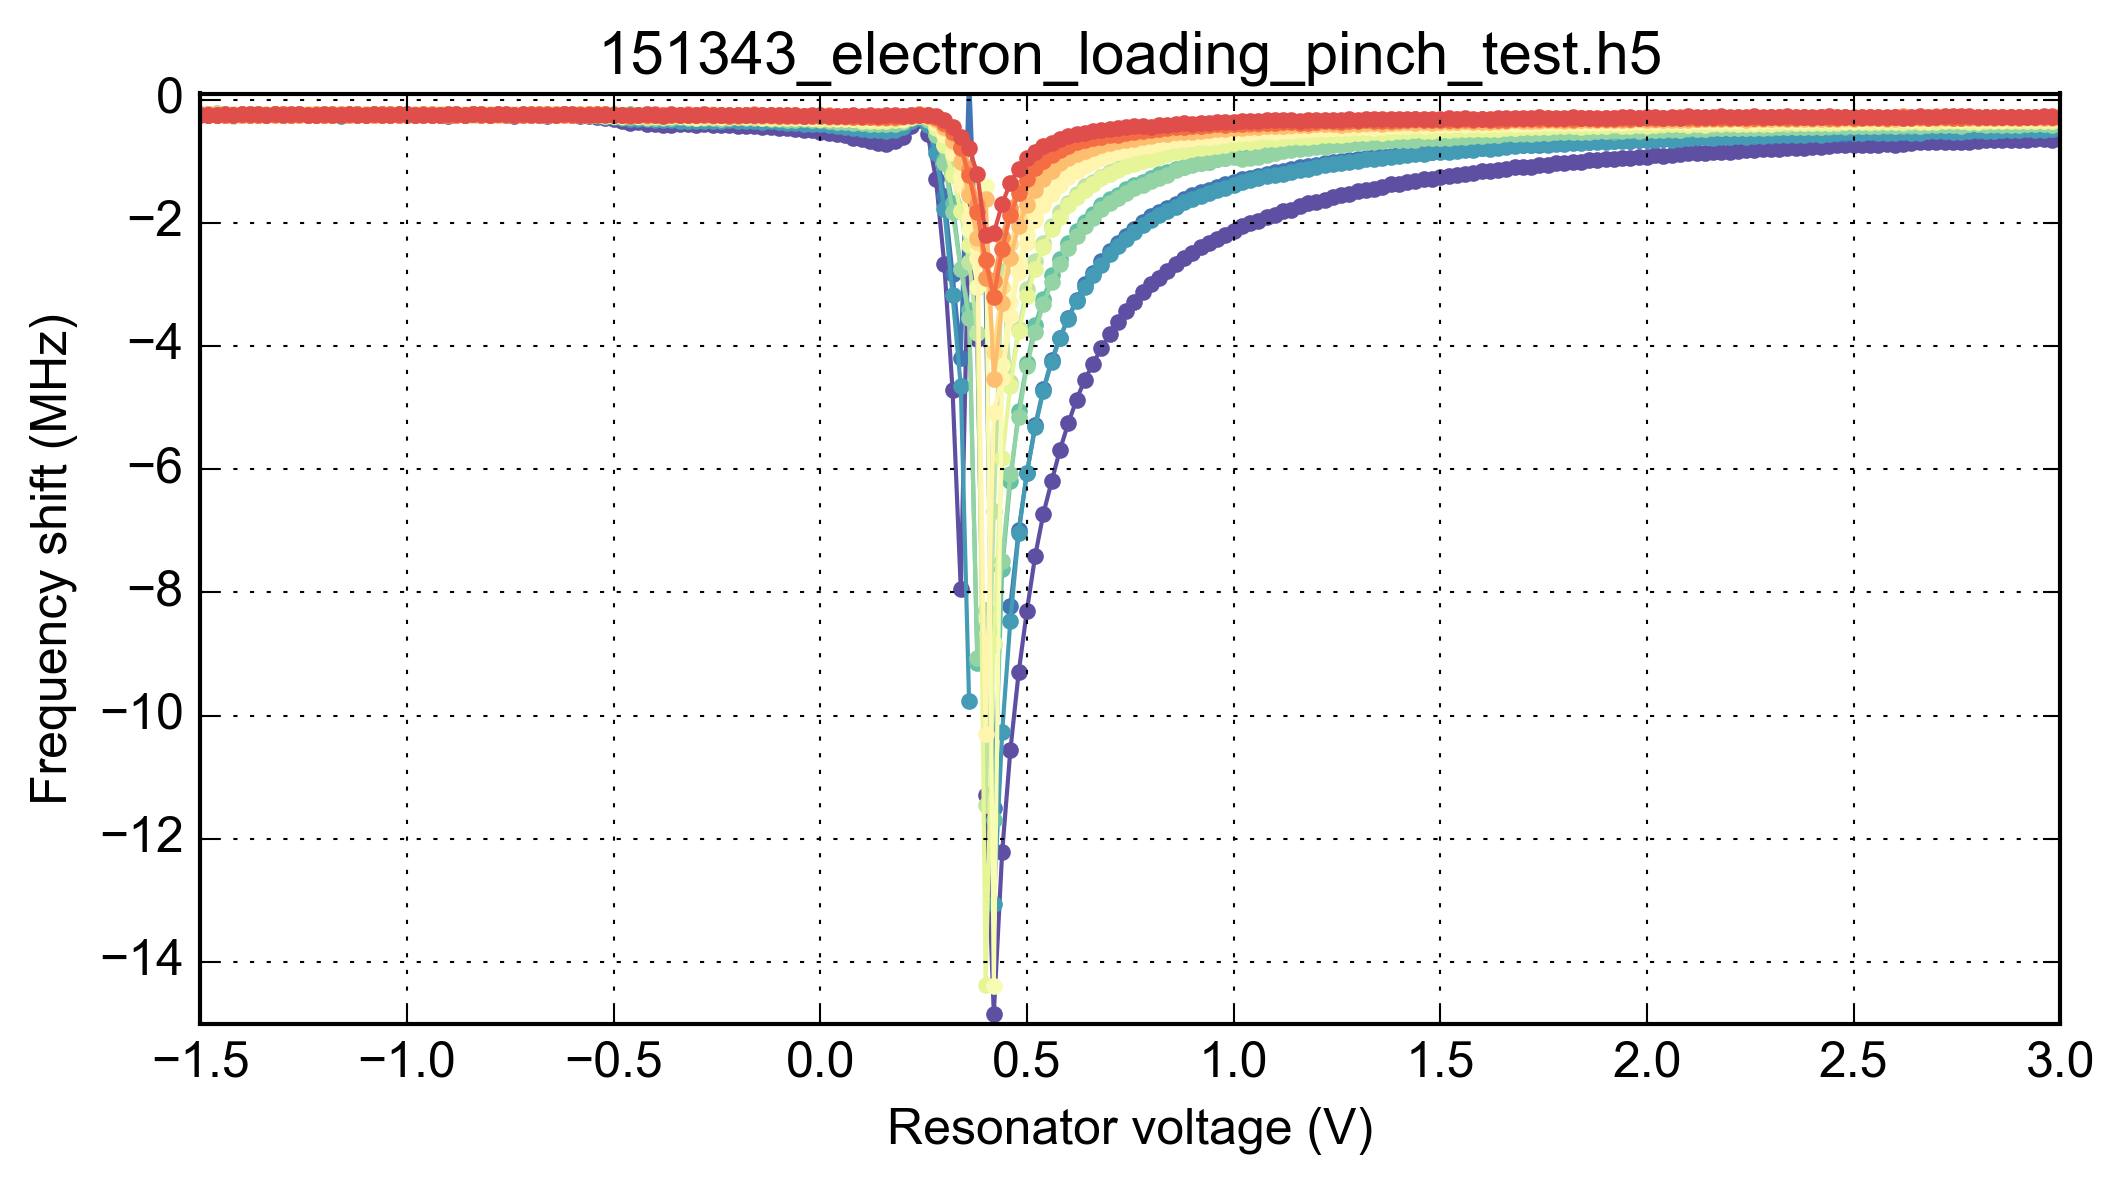 151343_electron_loading_pinch_test.h5
Frequency shift (MHz)
0
−2
−4
−6
−8
−10
−12
−14
−1.5 −1.0 −0.5 0.0 0.5 1.0 1.5 2.0 2.5 3.0
Resonator voltage (V)